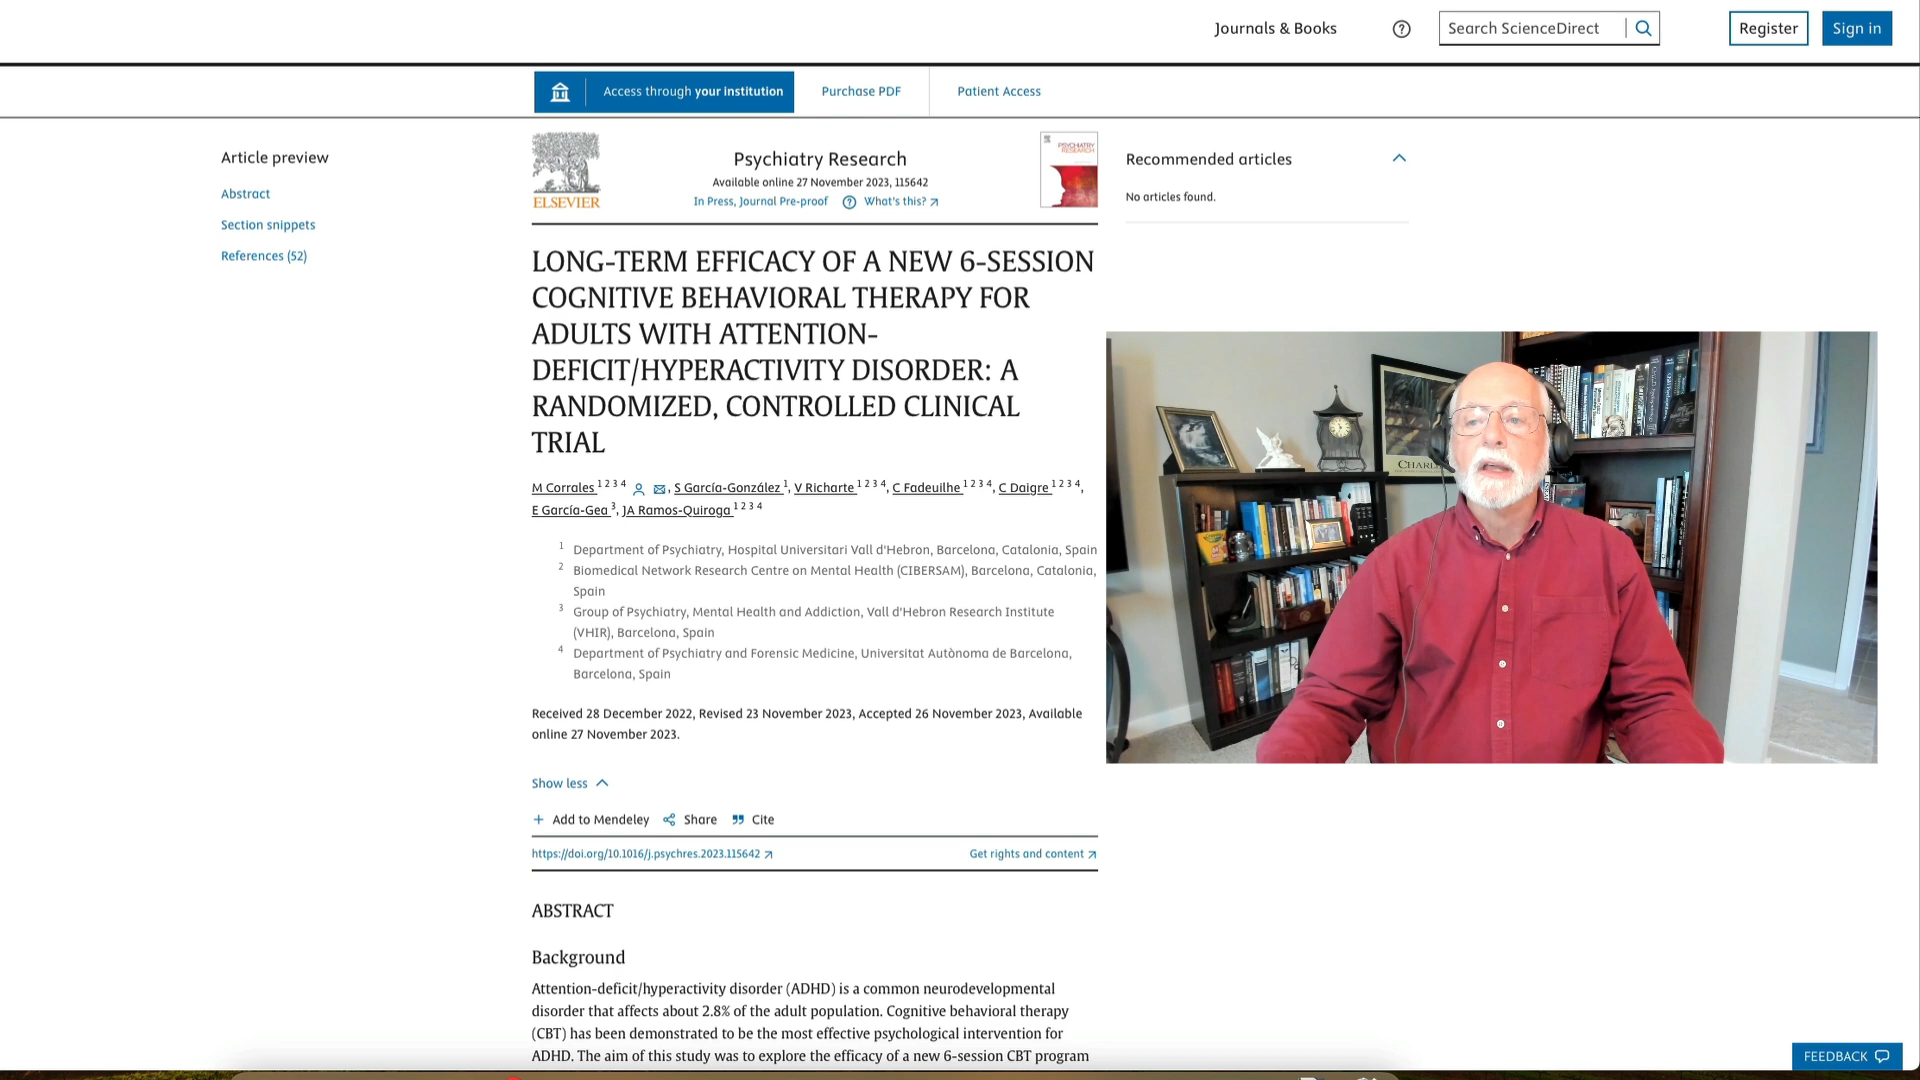 Journals & Books
Search ScienceDirect
Register
Sign in
Access through your institution
Purchase PDF
Patient Access
Article preview
Abstract
Section snippets
References (52)
ELSEVIER
Psychiatry Research
Available online 27 November 2023, 115642
In Press, Journal Pre-proof ? What's this?
PSYCHIATRY
RESEARCH
Recommended articles
No articles found.
LONG-TERM EFFICACY OF A NEW 6-SESSION
COGNITIVE BEHAVIORAL THERAPY FOR
ADULTS WITH ATTENTION-
DEFICIT/HYPERACTIVITY DISORDER: A
RANDOMIZED, CONTROLLED CLINICAL
TRIAL
M Corrales 1 2 3 4, S García-González 1, V Richarte 1 2 3 4, C Fadeuilhe 1 2 3 4, C Daigre 1 2 3 4,
E García-Gea 3, JA Ramos-Quiroga 1 2 3 4
1 Department of Psychiatry, Hospital Universitari Vall d'Hebron, Barcelona, Catalonia, Spain
2 Biomedical Network Research Centre on Mental Health (CIBERSAM), Barcelona, Catalonia,
Spain
3 Group of Psychiatry, Mental Health and Addiction, Vall d'Hebron Research Institute
(VHIR), Barcelona, Spain
4 Department of Psychiatry and Forensic Medicine, Universitat Autònoma de Barcelona,
Barcelona, Spain
Received 28 December 2022, Revised 23 November 2023, Accepted 26 November 2023, Available
online 27 November 2023.
Show less
+ Add to Mendeley Share Cite
https://doi.org/10.1016/j.psychres.2023.115642
Get rights and content
ABSTRACT
Background
Attention-deficit/hyperactivity disorder (ADHD) is a common neurodevelopmental
disorder that affects about 2.8% of the adult population. Cognitive behavioral therapy
(CBT) has been demonstrated to be the most effective psychological intervention for
ADHD. The aim of this study was to explore the efficacy of a new 6-session CBT program
FEEDBACK